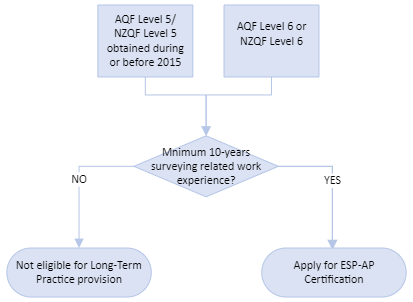 AQF Level 5/
NZQF Level 5
obtained during
or before 2015
AQF Level 6 or
NZQF Level 6
Mnimum 10-years
surveying related work
experience?
NO
YES
Not eligible for Long-Term
Practice provision
Apply for ESP-AP
Certification